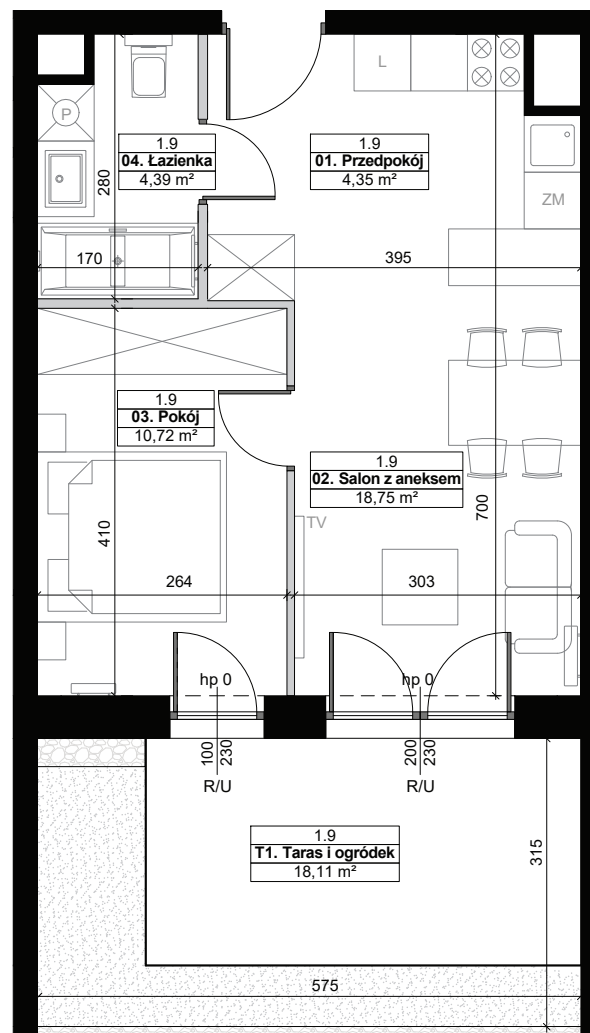 L
P
1.9
04. Łazienka
4,39 m²
1.9
01. Przedpokój
4,35 m²
ZM
280
170
395
1.9
03. Pokój
10,72 m²
1.9
02. Salon z aneksem
18,75 m²
700
410
TV
264
303
hp 0
hp 0
100
230
R/U
200
230
R/U
1.9
T1. Taras i ogródek
18,11 m²
315
575